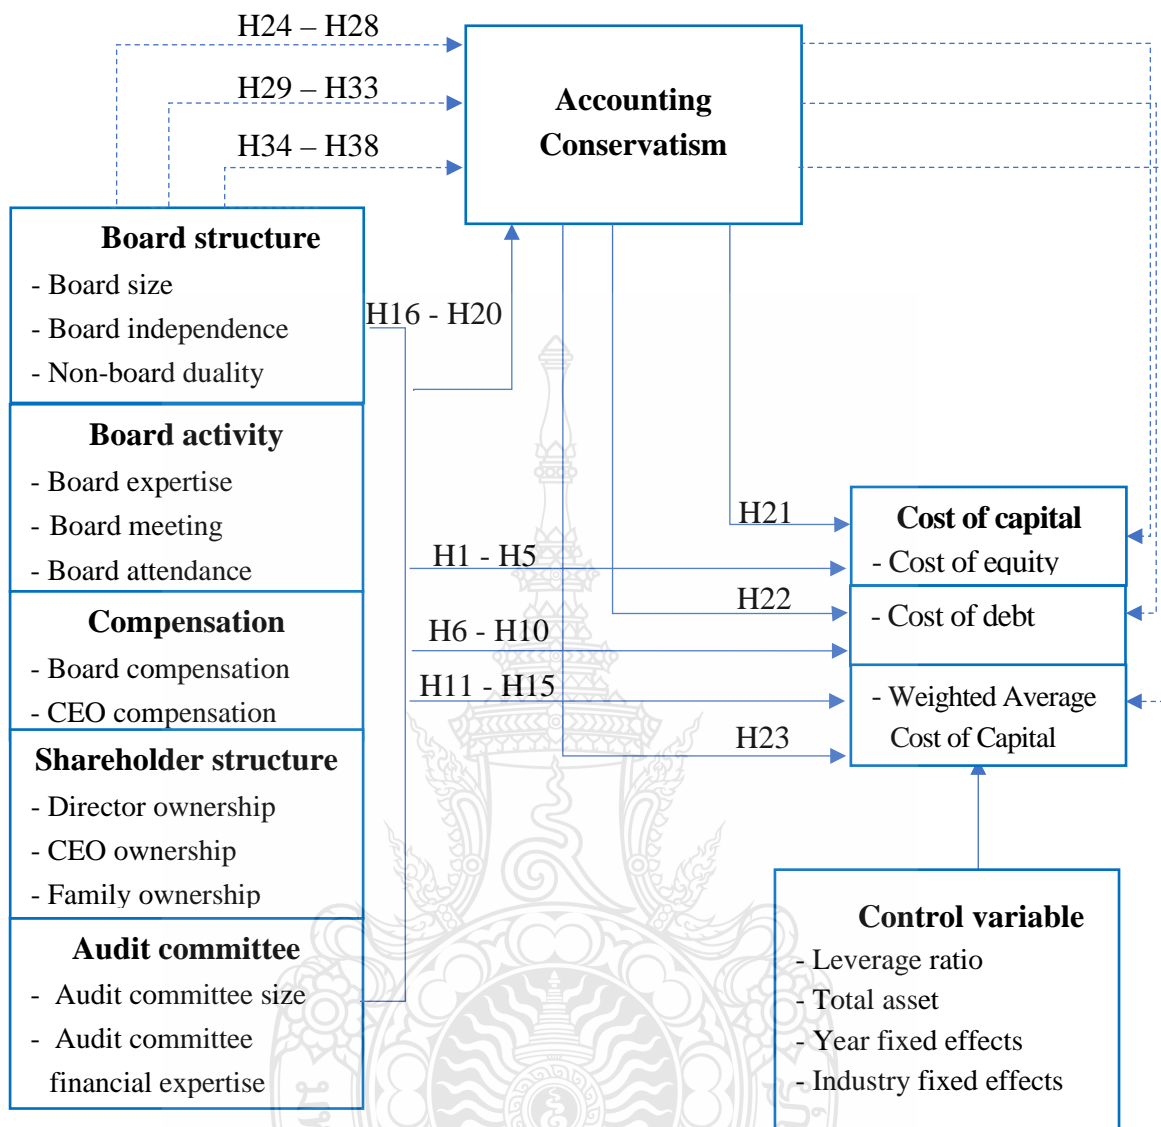 H24 – H28
H29 – H33
H34 – H38
Accounting
Conservatism
Board structure
- Board size
- Board independence
- Non-board duality
H16 - H20
Board activity
- Board expertise
- Board meeting
- Board attendance
Compensation
- Board compensation
- CEO compensation
Shareholder structure
- Director ownership
- CEO ownership
- Family ownership
Audit committee
- Audit committee size
- Audit committee
financial expertise
H21
H1 - H5
H22
H6 - H10
H11 - H15
H23
Cost of capital
- Cost of equity
- Cost of debt
- Weighted Average
Cost of Capital
Control variable
- Leverage ratio
- Total asset
- Year fixed effects
- Industry fixed effects